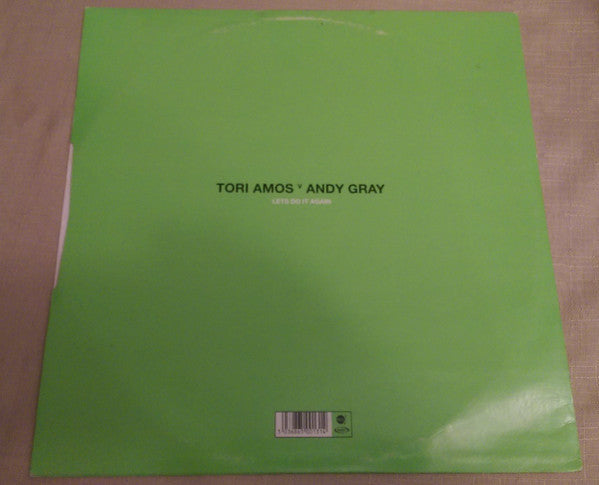 TORI AMOS v ANDY GRAY
LETS DO IT AGAIN